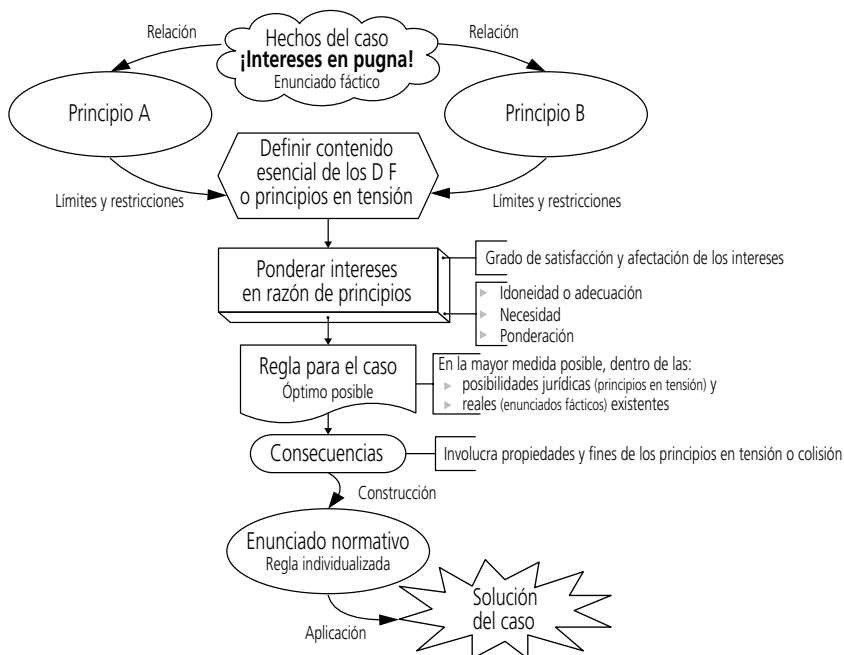 Relación
Hechos del caso
Relación
¡Intereses en pugna!
Enunciado fáctico
Principio A
Principio B
Definir contenido
esencial de los D F
o principios en tensión
Límites y restricciones
Límites y restricciones
Ponderar intereses
en razón de principios
Grado de satisfacción y afectación de los intereses
Idoneidad o adecuación
Necesidad
Ponderación
Regla para el caso
Óptimo posible
En la mayor medida posible, dentro de las:
posibilidades jurídicas (principios en tensión) y
reales (enunciados fácticos) existentes
Consecuencias
Involucra propiedades y fines de los principios en tensión o colisión
Construcción
Enunciado normativo
Regla individualizada
Aplicación
Solución
del caso